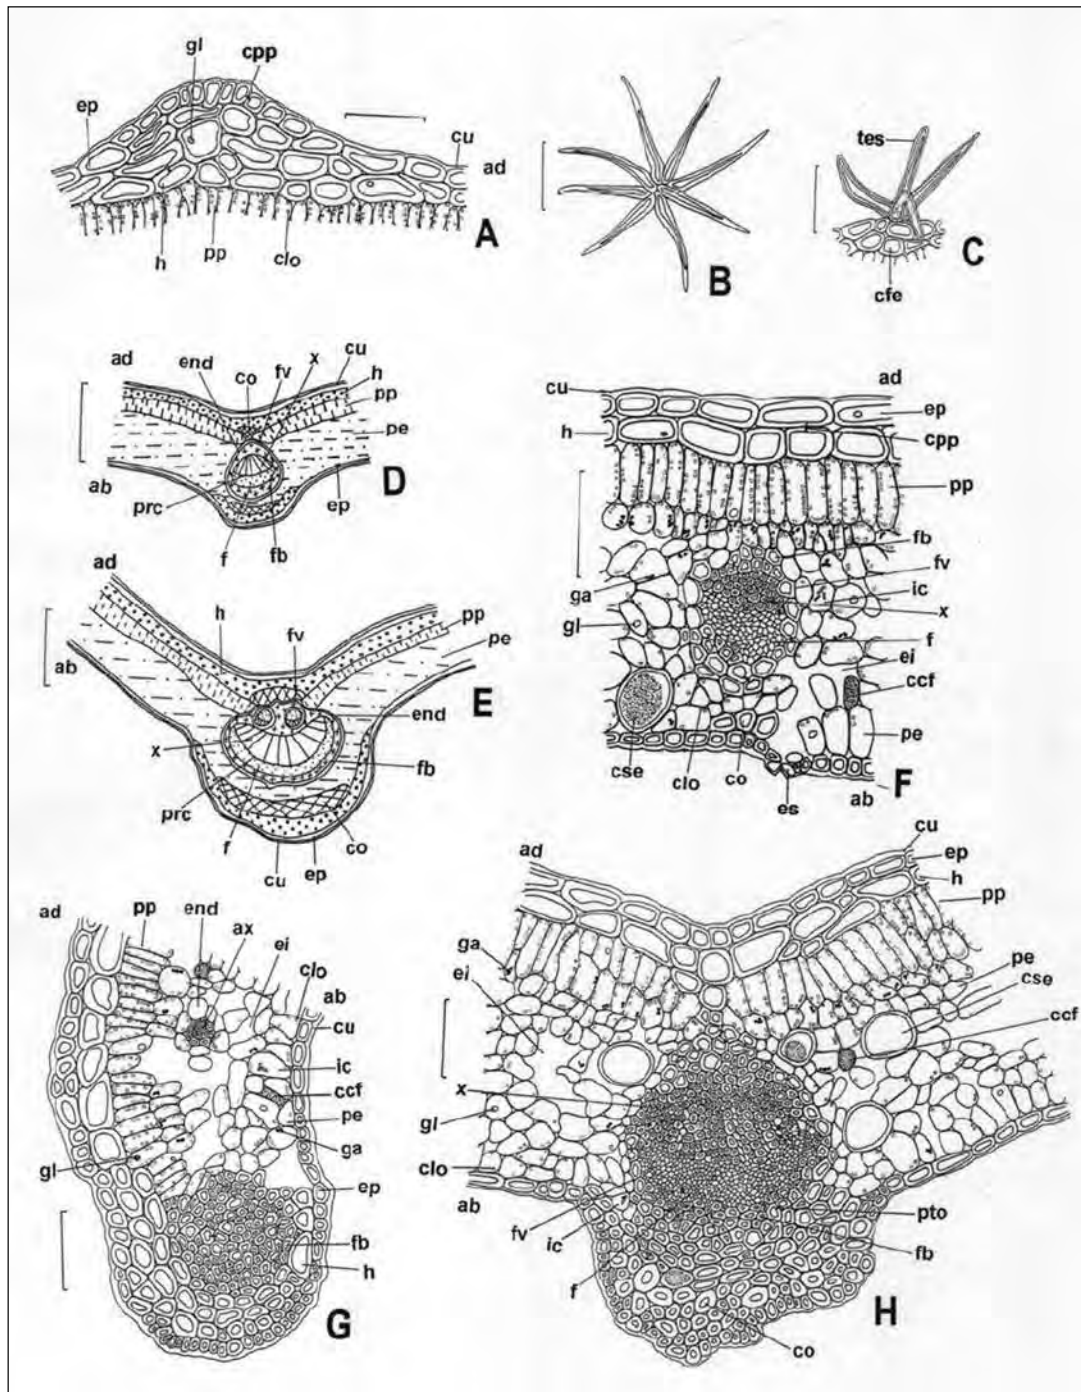 gl
cpp
ep
cu
ad
A
h
pp
clo
B
tes
C
cfe
ad
end
co
fv
x
cu
h
pp
pe
ab
prc
D
ep
f
fb
ad
h
fv
pp
pe
ab
E
end
x
fb
prc
f
co
cu
ep
cu
ad
ep
h
cpp
pp
fb
fv
ga
ic
x
gl
f
ei
ccf
pe
cse
clo
co
es
ab
F
ad
pp
end
ax
ei
clo
ab
cu
ic
ccf
pe
gl
ga
ep
fb
h
G
ad
cu
ep
h
pp
ga
ei
pe
cse
ccf
x
gl
clo
ab
fv
ic
pto
fb
f
H
co